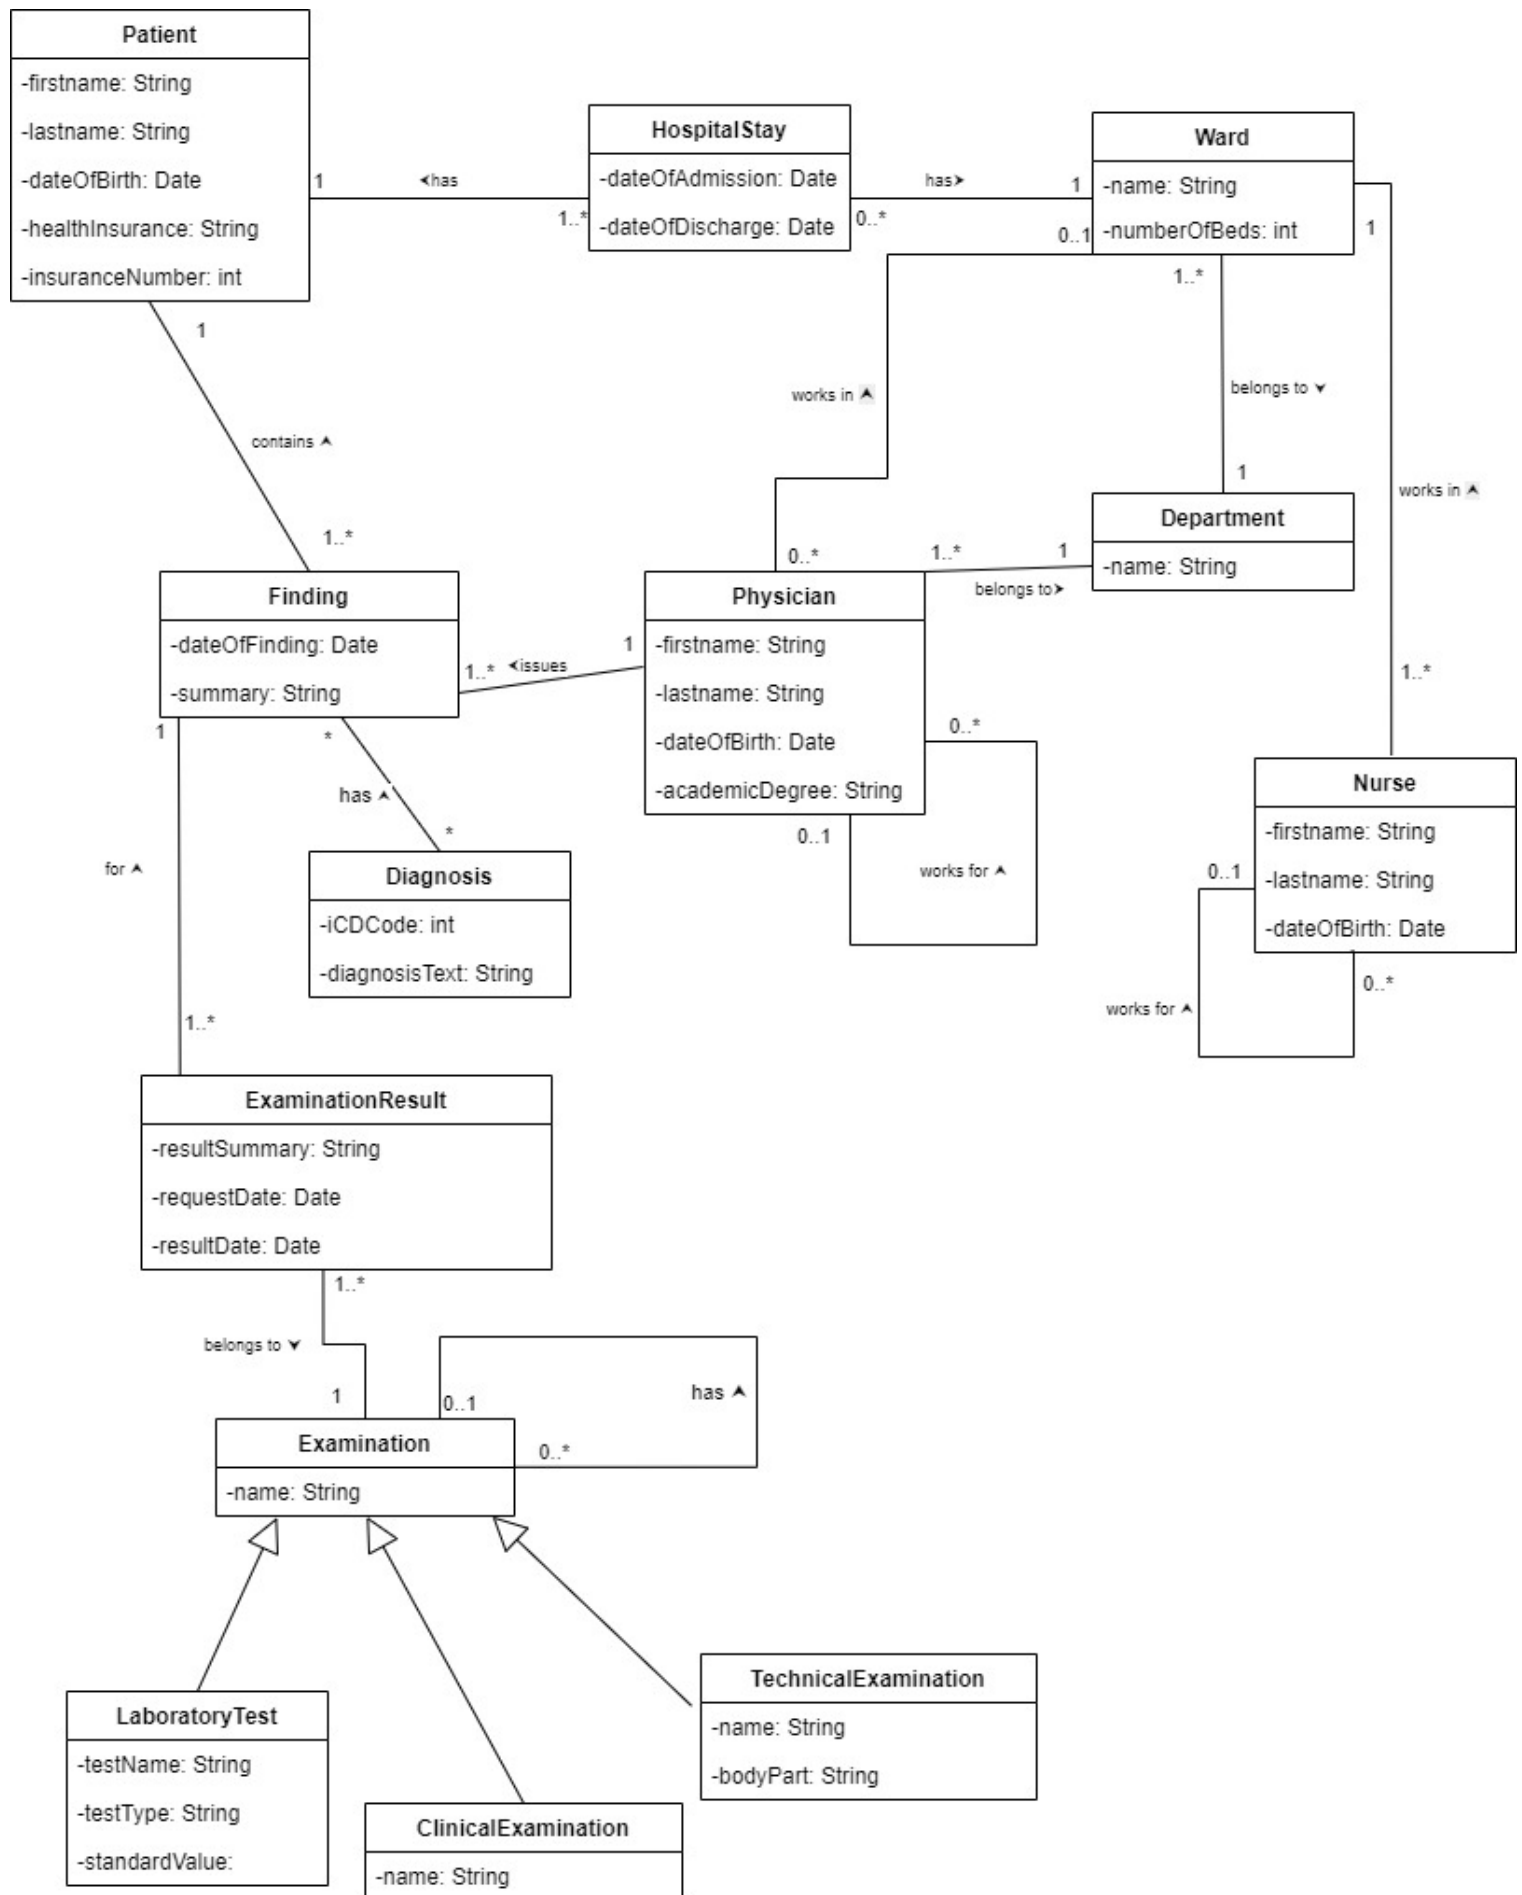 Patient
-firstname: String
-lastname: String
-dateOfBirth: Date
-healthInsurance: String
-insuranceNumber: int
HospitalStay
-dateOfAdmission: Date
-dateOfDischarge: Date
Ward
-name: String
-numberOfBeds: int
1
<has
1..*
0..*
has>
1
0..1
1
1..*
1
contains ^
1..*
works in ^
belongs to v
1
works in ^
1..*
Department
-name: String
0..*
1..*
1
belongs to>
Finding
-dateOfFinding: Date
-summary: String
1..*
<issues
1
Physician
-firstname: String
-lastname: String
-dateOfBirth: Date
-academicDegree: String
0..*
0..1
works for ^
Nurse
-firstname: String
-lastname: String
-dateOfBirth: Date
0..1
0..*
works for ^
1
*
has ^
*
for ^
1..*
Diagnosis
-iCDCode: int
-diagnosisText: String
ExaminationResult
-resultSummary: String
-requestDate: Date
-resultDate: Date
1..*
belongs to v
1
0..1
has ^
0..*
Examination
-name: String
LaboratoryTest
-testName: String
-testType: String
-standardValue:
ClinicalExamination
-name: String
TechnicalExamination
-name: String
-bodyPart: String